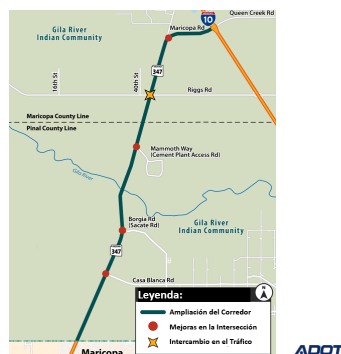 Queen Creek Rd
10
Gila River
Indian Community
Maricopa Rd
347
16th St
40th St
Riggs Rd
Maricopa County Line
Pinal County Line
Mammoth Way
(Cement Plant Access Rd)
Gila River
Borgia Rd
(Sacate Rd)
Gila River
Indian Community
347
Casa Blanca Rd
Leyenda:
N
Ampliación del Corredor
Mejoras en la Intersección
Intercambio en el Tráfico
Maricopa
ADOT